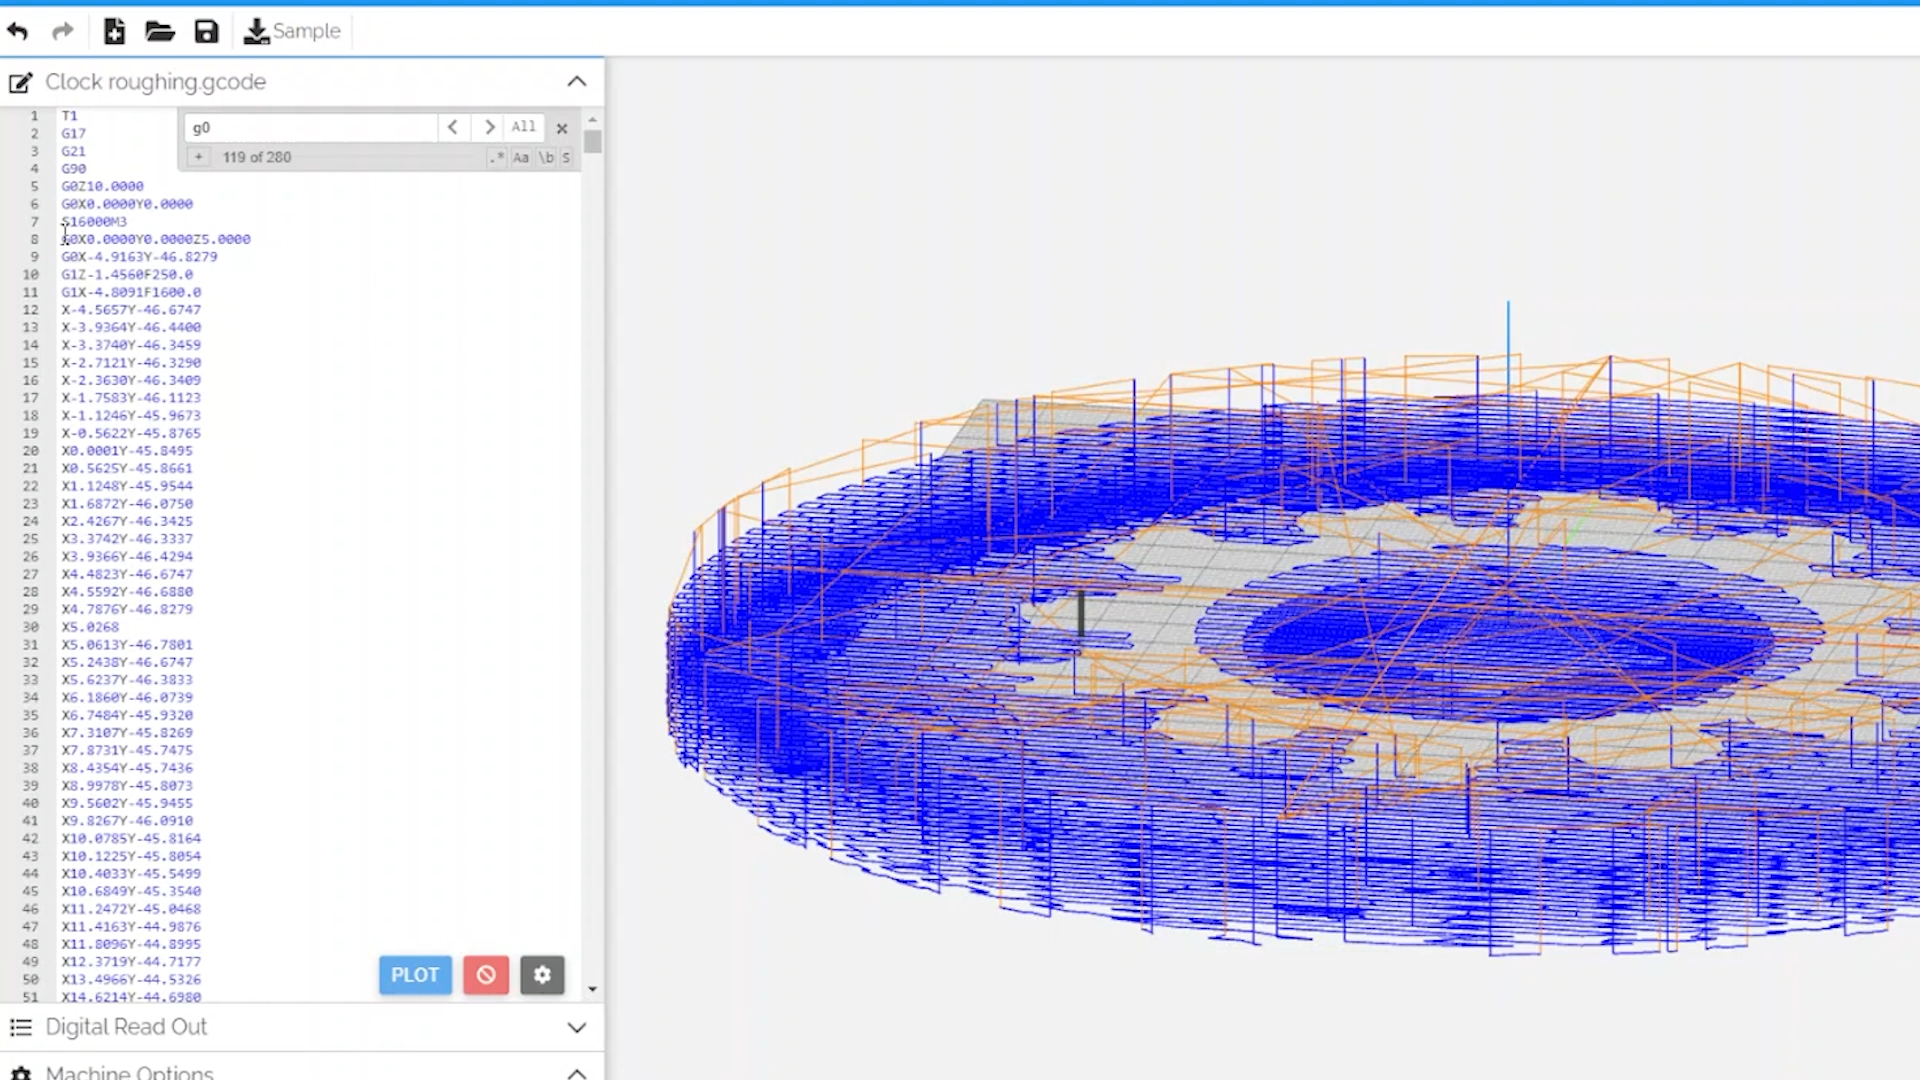 Sample
Clock roughing.gcode
g0
All
119 of 280
.* Aa \b S
1 T1
2 G17
3 G21
4 G90
5 G0Z10.0000
6 G0X0.0000Y0.0000
7 S16000M3
8 G0X0.0000Y0.0000Z5.0000
9 G0X-4.9163Y-46.8279
10 G1Z-1.4560F250.0
11 G1X-4.8091F1600.0
12 X-4.5657Y-46.6747
13 X-3.9364Y-46.4400
14 X-3.3740Y-46.3459
15 X-2.7121Y-46.3290
16 X-2.3630Y-46.3409
17 X-1.7583Y-46.1123
18 X-1.1246Y-45.9673
19 X-0.5622Y-45.8765
20 X0.0001Y-45.8495
21 X0.5625Y-45.8661
22 X1.1248Y-45.9544
23 X1.6872Y-46.0750
24 X2.4267Y-46.3425
25 X3.3742Y-46.3337
26 X3.9366Y-46.4294
27 X4.4823Y-46.6747
28 X4.5592Y-46.6880
29 X4.7876Y-46.8279
30 X5.0268
31 X5.0613Y-46.7801
32 X5.2438Y-46.6747
33 X5.6237Y-46.3833
34 X6.1860Y-46.0739
35 X6.7484Y-45.9320
36 X7.3107Y-45.8269
37 X7.8731Y-45.7475
38 X8.4354Y-45.7436
39 X8.9978Y-45.8073
40 X9.5602Y-45.9455
41 X9.8267Y-46.0910
42 X10.0785Y-45.8164
43 X10.1225Y-45.8054
44 X10.4033Y-45.5499
45 X10.6849Y-45.3540
46 X11.2472Y-45.0468
47 X11.4163Y-44.9876
48 X11.8096Y-44.8995
49 X12.3719Y-44.7177
50 X13.4966Y-44.5326
51 X14.6214Y-44.6980
PLOT
Digital Read Out
Machine Options